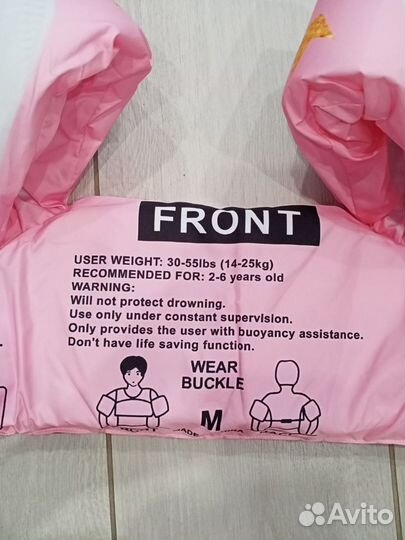 FRONT
USER WEIGHT: 30-55lbs (14-25kg)
RECOMMENDED FOR: 2-6 years old
WARNING:
Will not protect drowning.
Use only under constant supervision.
Only provides the user with buoyancy assistance.
Don't have life saving function.
WEAR
BUCKLE
M
Avito